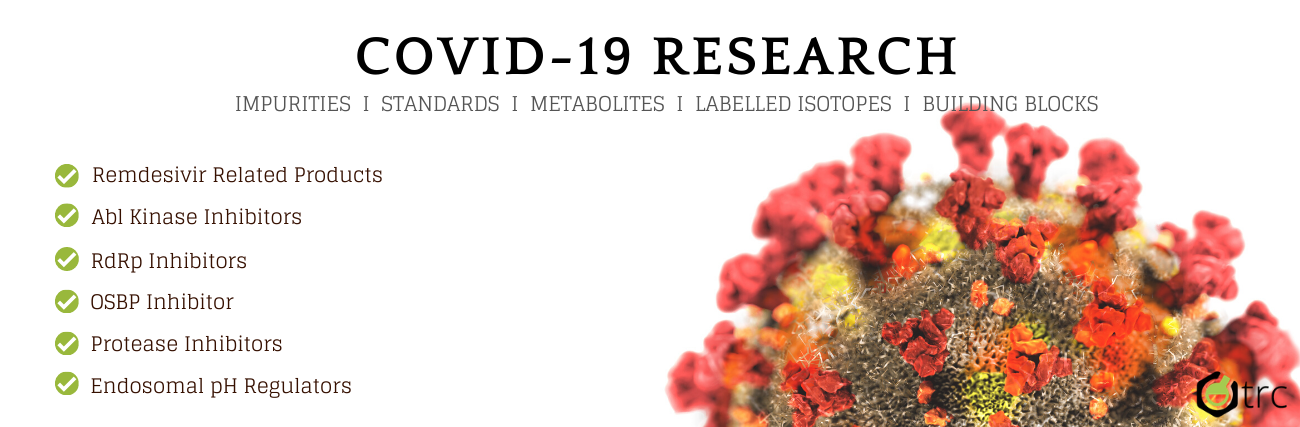 COVID-19 RESEARCH
IMPURITIES I STANDARDS I METABOLITES I LABELLED ISOTOPES I BUILDING BLOCKS
Remdesivir Related Products
Abl Kinase Inhibitors
RdRp Inhibitors
OSBP Inhibitor
Protease Inhibitors
Endosomal pH Regulators
trc